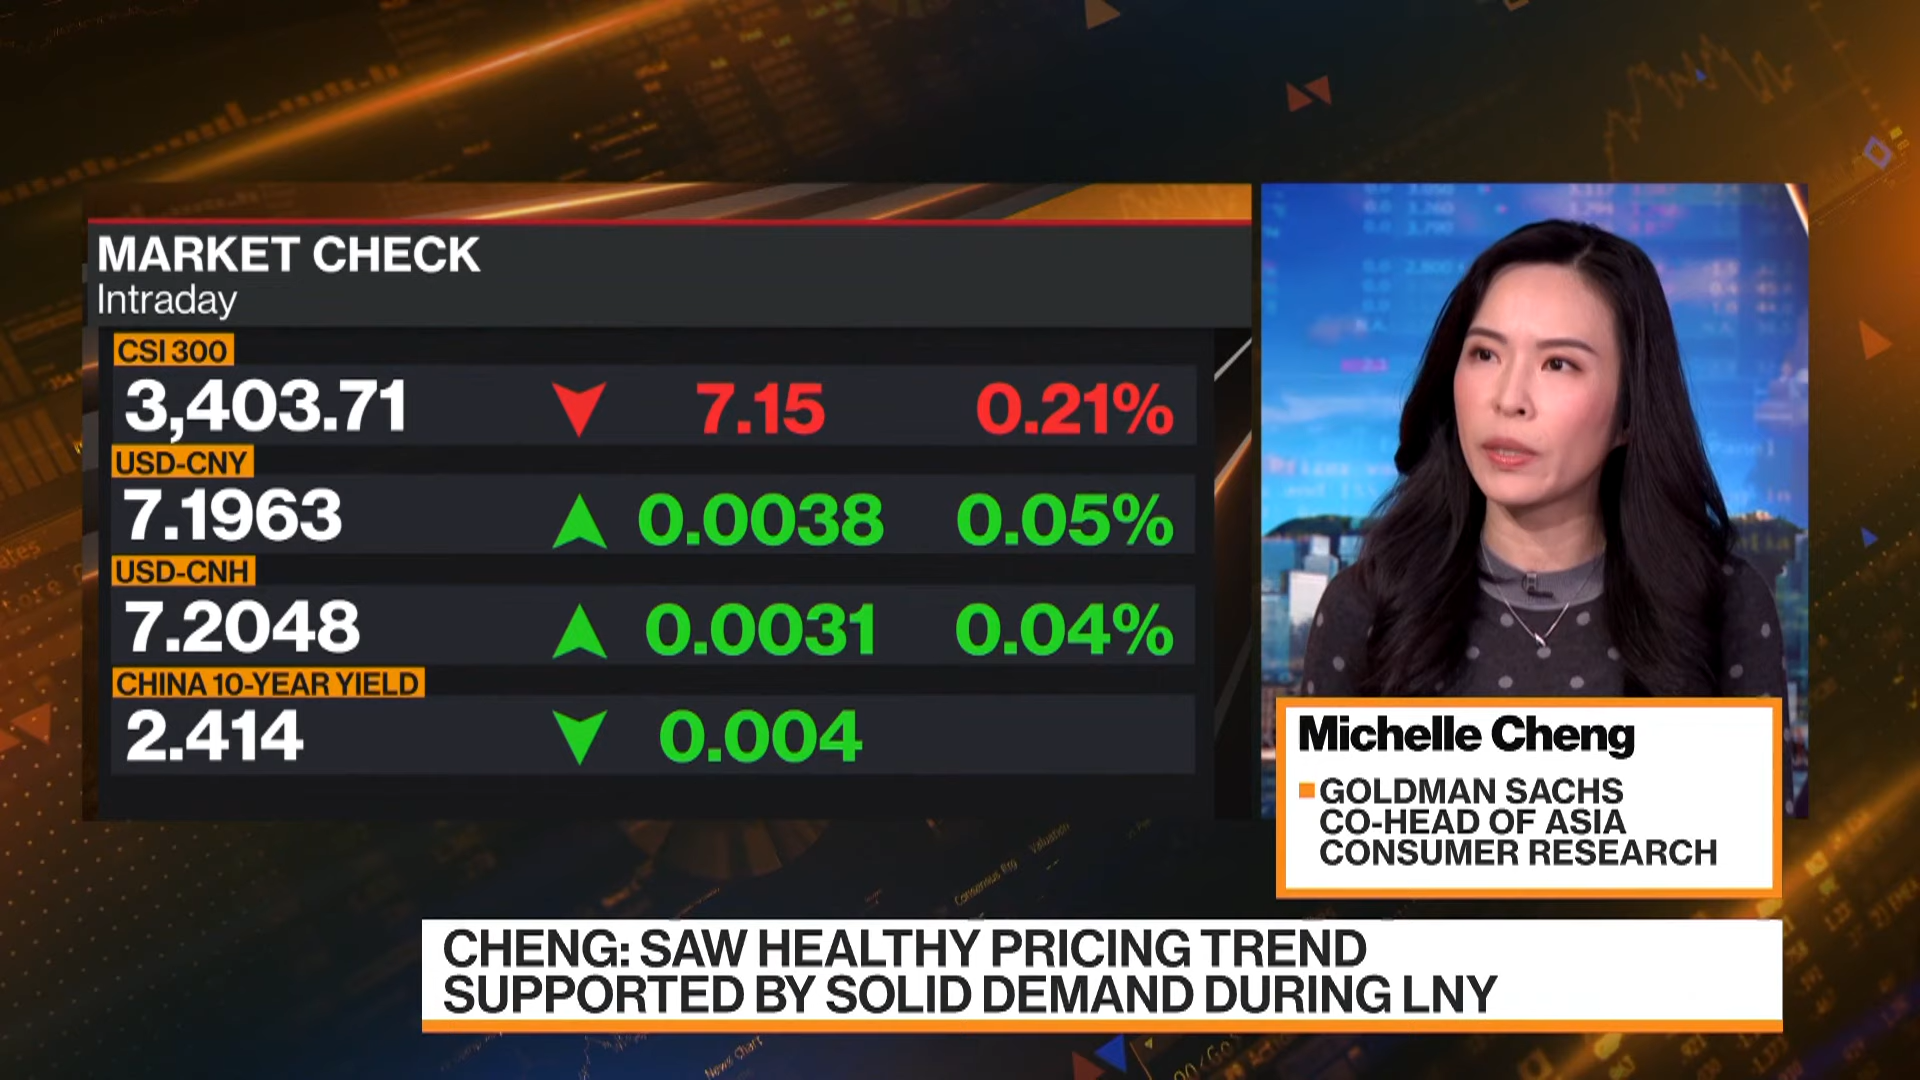 MARKET CHECK
Intraday
CSI 300
3,403.71 7.15 0.21%
USD-CNY
7.1963 0.0038 0.05%
USD-CNH
7.2048 0.0031 0.04%
CHINA 10-YEAR YIELD
2.414 0.004
Michelle Cheng
GOLDMAN SACHS
CO-HEAD OF ASIA
CONSUMER RESEARCH
CHENG: SAW HEALTHY PRICING TREND
SUPPORTED BY SOLID DEMAND DURING LNY
Valuation
News Chart